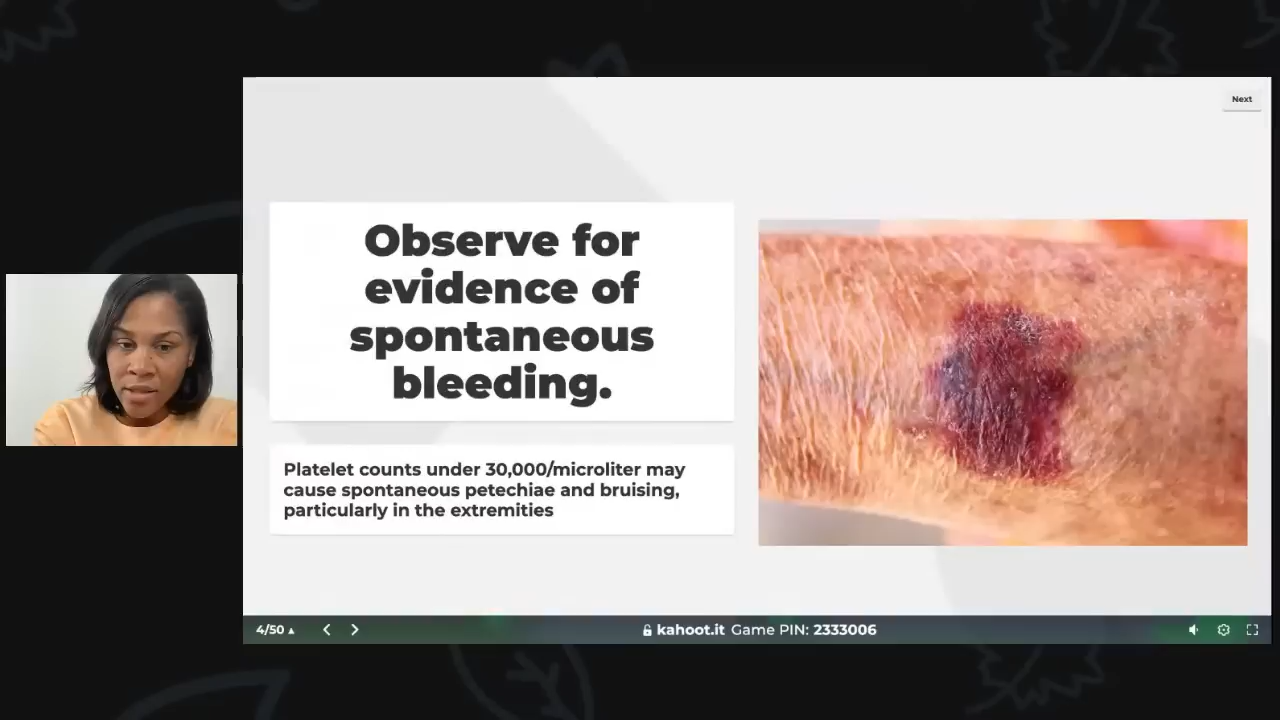 Next
Observe for
evidence of
spontaneous
bleeding.
Platelet counts under 30,000/microliter may
cause spontaneous petechiae and bruising,
particularly in the extremities
4/50
kahoot.it Game PIN: 2333006